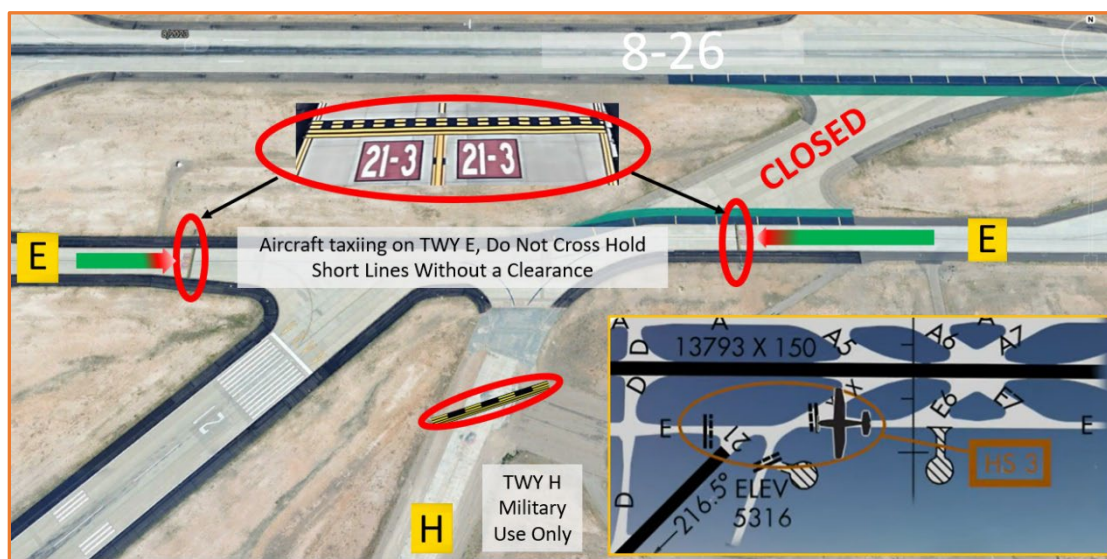 N
8-26
CLOSED
21-3 21-3
E
E
Aircraft taxiing on TWY E, Do Not Cross Hold
Short Lines Without a Clearance
21
TWY H
Military
Use Only
H
A A A5 A6 A A7
D 13793 X 150
D
E E6 E7 E
X
21
HS 3
D
216.5°
ELEV
5316